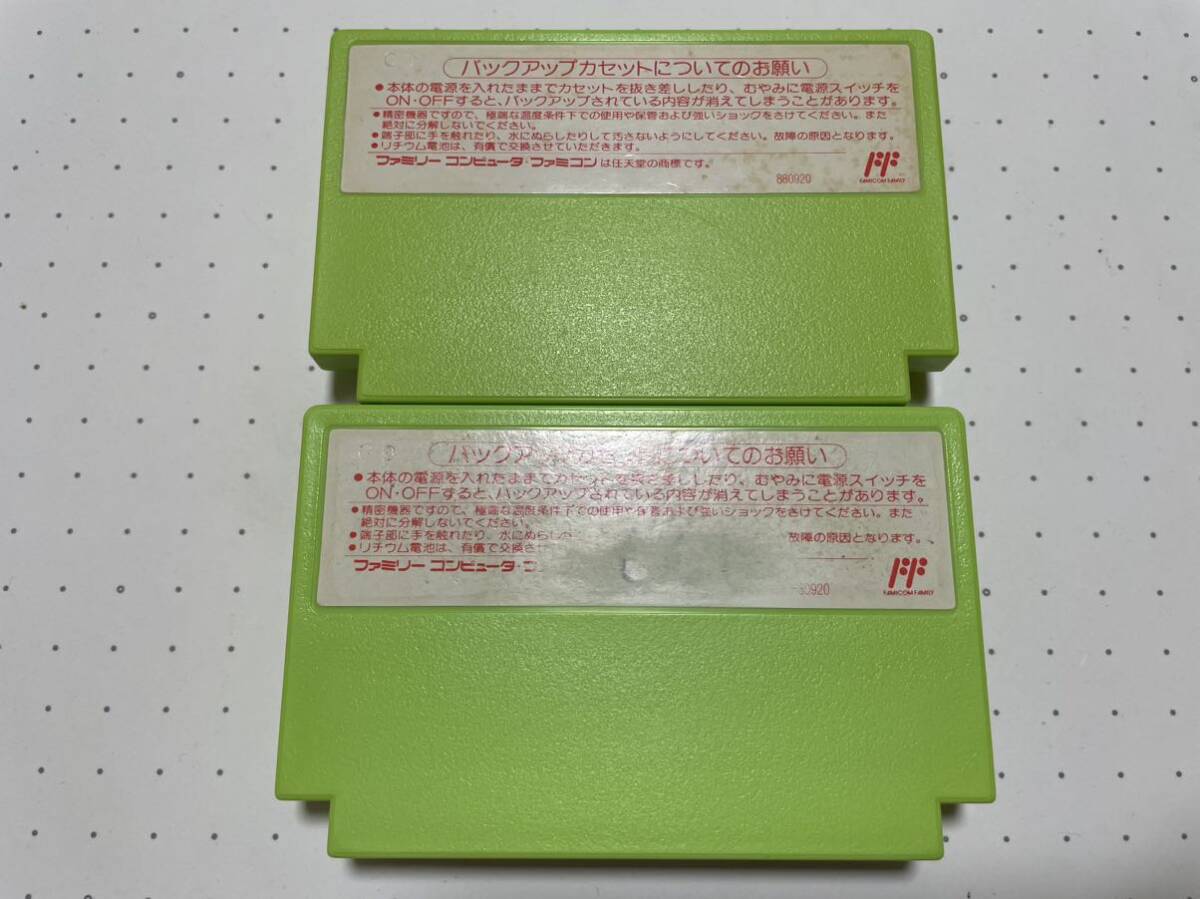 バックアップカセットについてのお願い
●本体の電源を入れたままでカセットを抜き差ししたり、むやみに電源スイッチを
ON・OFFすると、バックアップされている内容が消えてしまうことがあります。
●精密機器ですので、極端な温度条件下での使用や保管および強いショックをさけてください。また
絶対に分解しないでください。
●端子部に手を触れたり、水にぬらしたりして汚さないようにしてください。故障の原因となります。
●リチウム電池は、有償で交換させていただきます。
ファミリー コンピュータ・ファミコンは任天堂の商標です。
880920
FAMICOM FAMILY
バックアップ ついてのお願い
●本体の電源を入れたままでカセットを抜き差ししたり、むやみに電源スイッチを
ON・OFFすると、バックアップされている内容が消えてしまうことがあります。
●精密機器ですので、極端な温度条件下での使用や保管および強いショックをさけてください。また
絶対に分解しないでください。
●端子部に手を触れたり、水にぬらし 故障の原因となります。
●リチウム電池は、有償で交換させ
ファミリー コンピュータ・
0920
FAMICOM FAMILY